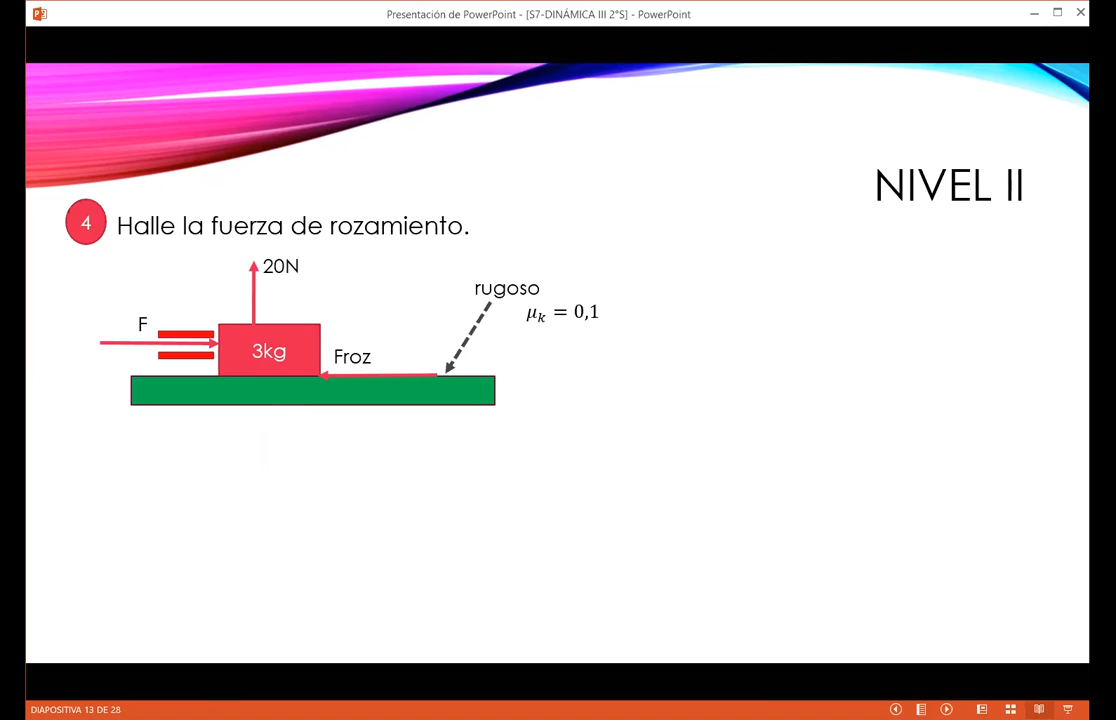 Presentación de PowerPoint - [S7-DINÁMICA III 2°S] - PowerPoint
NIVEL II
4 Halle la fuerza de rozamiento.
20N
rugoso
μₖ = 0,1
F
3kg
Froz
DIAPOSITIVA 13 DE 28